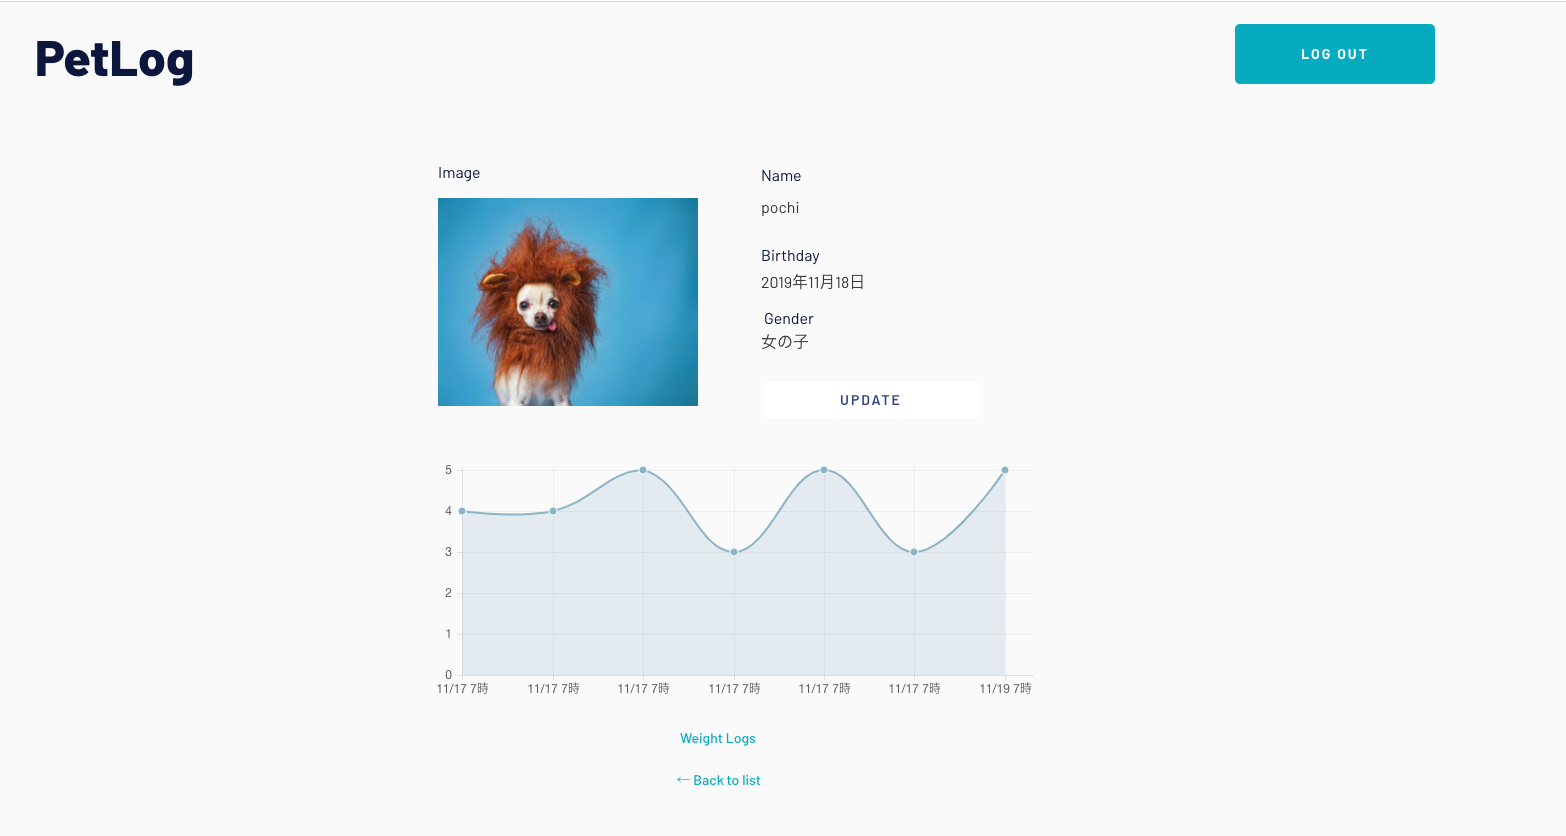 PetLog
LOG OUT
Image
Name
pochi
Birthday
2019年11月18日
Gender
女の子
UPDATE
5
4
3
2
1
0
11/17 7時 11/17 7時 11/17 7時 11/17 7時 11/17 7時 11/17 7時 11/19 7時
Weight Logs
← Back to list